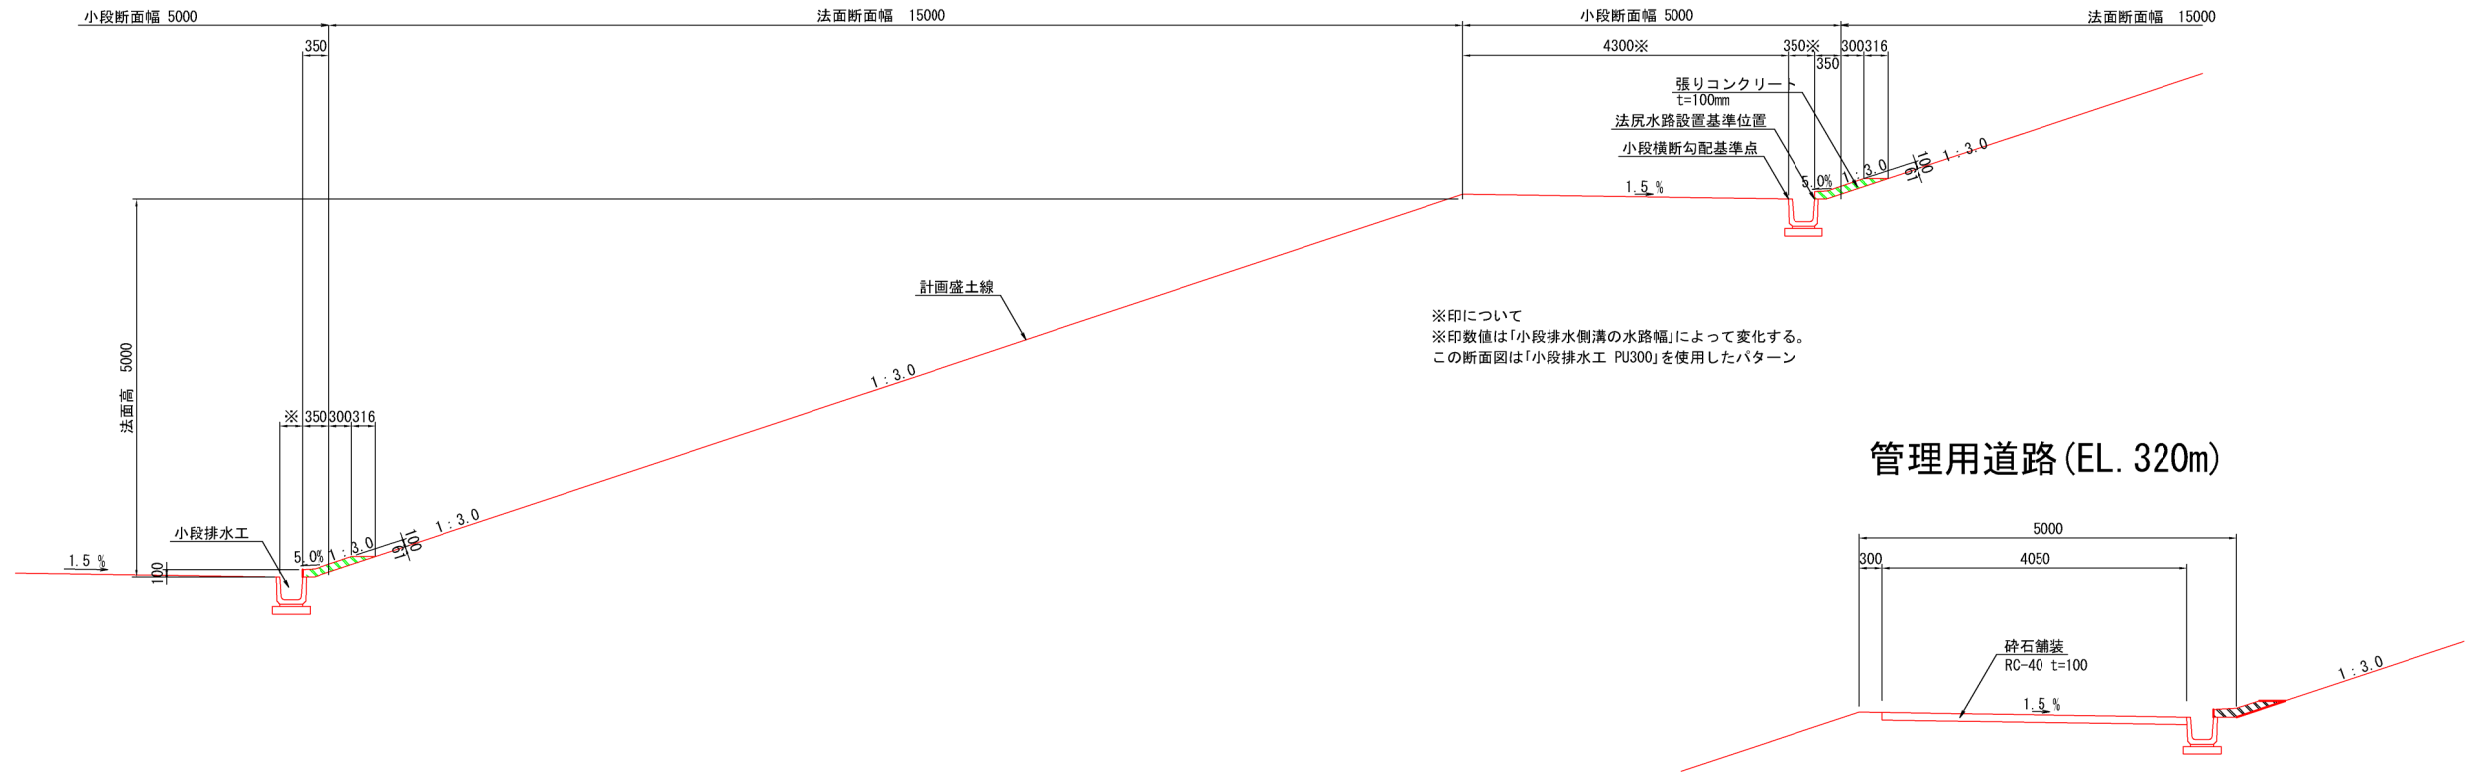 小段断面幅 5000
法面断面幅 15000
小段断面幅 5000
法面断面幅 15000
350
4300※
350※
300
316
350
張りコンクリート
t=100mm
法尻水路設置基準位置
小段横断勾配基準点
1.5 %
5.0%
1:3.0
100
67
1:3.0
計画盛土線
1:3.0
法面高 5000
※印について
※印数値は｢小段排水側溝の水路幅｣によって変化する。
この断面図は｢小段排水工 PU300｣を使用したパターン
※
350
300
316
小段排水工
1.5 %
100
5.0%
1:3.0
100
67
1:3.0
管理用道路(EL.320m)
5000
300
4050
砕石舗装
RC-40 t=100
1.5 %
1:3.0